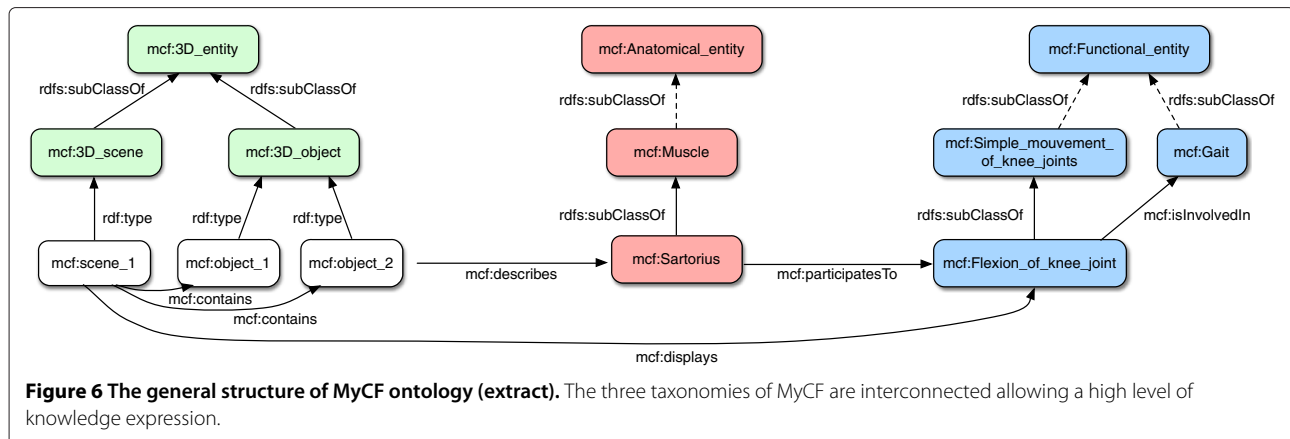 mcf:3D_entity
mcf:Anatomical_entity
mcf:Functional_entity
rdfs:subClassOf
rdfs:subClassOf
rdfs:subClassOf
rdfs:subClassOf
rdfs:subClassOf
mcf:3D_scene
mcf:3D_object
mcf:Muscle
mcf:Simple_mouvement_
of_knee_joints
mcf:Gait
rdf:type
rdf:type
rdf:type
rdfs:subClassOf
rdfs:subClassOf
mcf:isInvolvedIn
mcf:scene_1
mcf:object_1
mcf:object_2
mcf:describes
mcf:Sartorius
mcf:participatesTo
mcf:Flexion_of_knee_joint
mcf:contains
mcf:contains
mcf:displays
Figure 6 The general structure of MyCF ontology (extract). The three taxonomies of MyCF are interconnected allowing a high level of
knowledge expression.